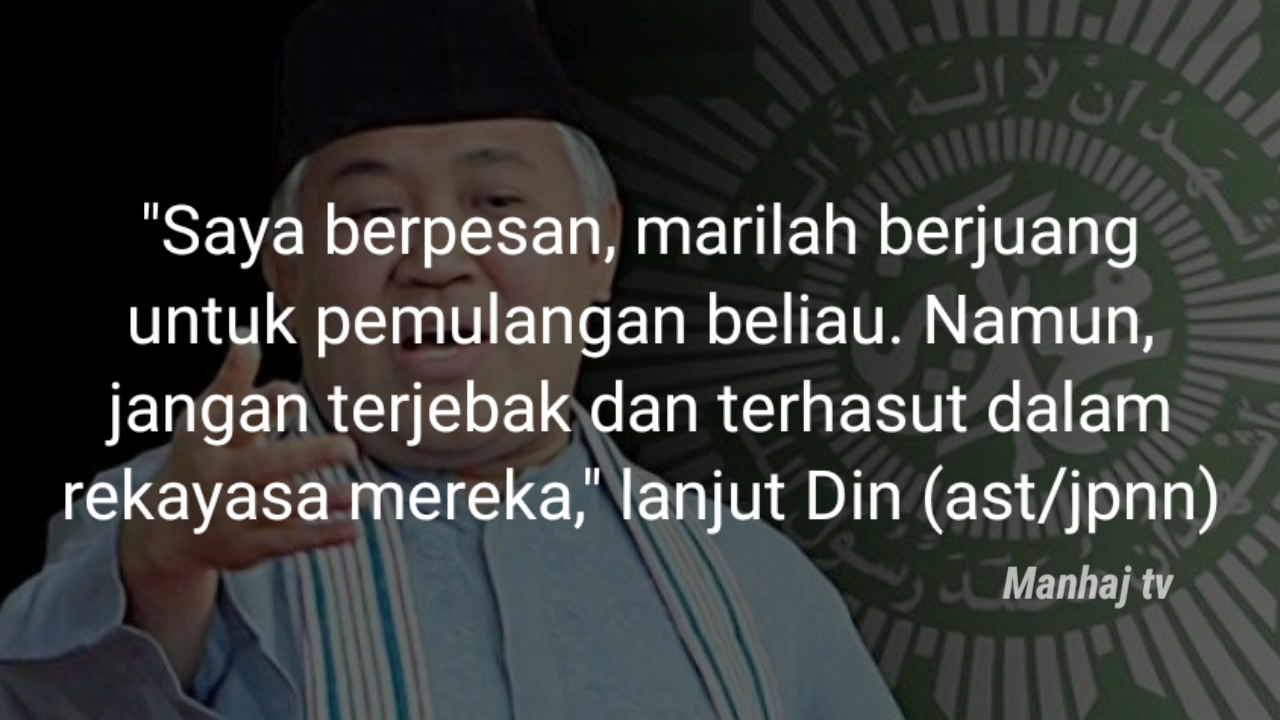 "Saya berpesan, marilah berjuang
untuk pemulangan beliau. Namun,
jangan terjebak dan terhasut dalam
rekayasa mereka," lanjut Din (ast/jpnn)
Manhaj tv